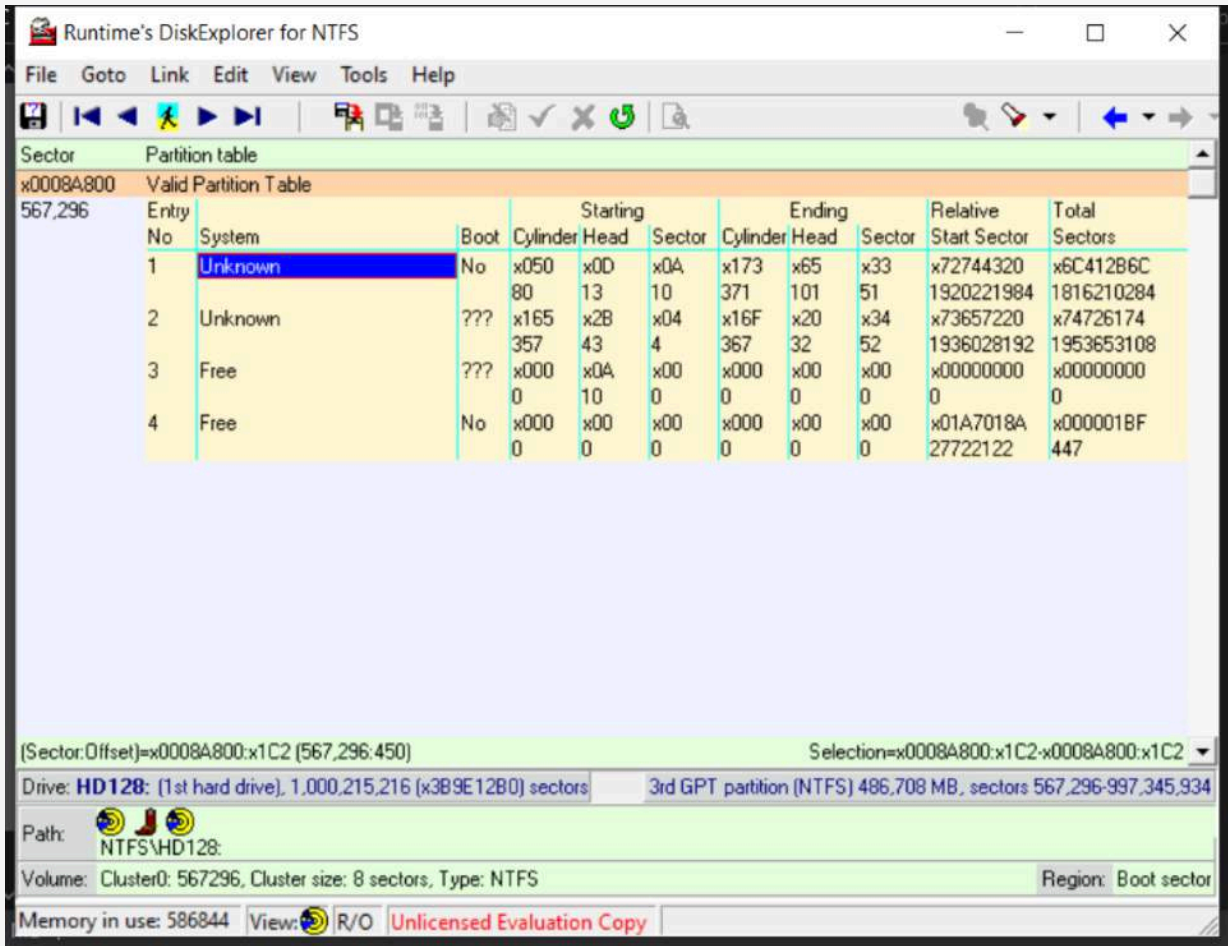 Runtime's DiskExplorer for NTFS
File Goto Link Edit View Tools Help
Sector Partition table
x0008A800 Valid Partition Table
567,296 Entry Starting Ending Relative Total
No System Boot Cylinder Head Sector Cylinder Head Sector Start Sector Sectors
1 Unknown No x050 x0D x0A x173 x65 x33 x72744320 x6C412B6C
80 13 10 371 101 51 1920221984 1816210284
2 Unknown ??? x165 x2B x04 x16F x20 x34 x73657220 x74726174
357 43 4 367 32 52 1936028192 1953653108
3 Free ??? x000 x0A x00 x000 x00 x00 x00000000 x00000000
0 10 0 0 0 0 0 0
4 Free No x000 x00 x00 x000 x00 x00 x01A7018A x000001BF
0 0 0 0 0 0 27722122 447
(Sector:Offset)=x0008A800:x1C2 (567,296:450) Selection=x0008A800:x1C2-x0008A800:x1C2
Drive: HD128: (1st hard drive), 1,000,215,216 (x3B9E12B0) sectors 3rd GPT partition (NTFS) 486,708 MB, sectors 567,296-997,345,934
Path: NTFS\HD128:
Volume: Cluster0: 567296, Cluster size: 8 sectors, Type: NTFS Region: Boot sector
Memory in use: 586844 View: R/O Unlicensed Evaluation Copy